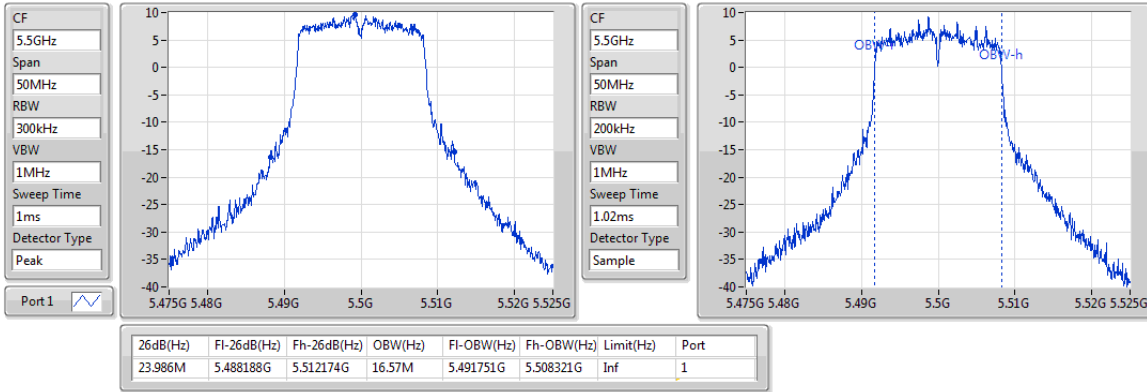 CF
5.5GHz
Span
50MHz
RBW
300kHz
VBW
1MHz
Sweep Time
1ms
Detector Type
Peak
Port 1
10
5
0
-5
-10
-15
-20
-25
-30
-35
-40
5.475G 5.48G 5.49G 5.5G 5.51G 5.52G 5.525G
CF
5.5GHz
Span
50MHz
RBW
200kHz
VBW
1MHz
Sweep Time
1.02ms
Detector Type
Sample
10
5
0
-5
-10
-15
-20
-25
-30
-35
-40
OBW-h
5.475G 5.48G 5.49G 5.5G 5.51G 5.52G 5.525G
26dB(Hz) Fl-26dB(Hz) Fh-26dB(Hz) OBW(Hz) Fl-OBW(Hz) Fh-OBW(Hz) Limit(Hz) Port
23.986M 5.488188G 5.512174G 16.57M 5.491751G 5.508321G Inf 1